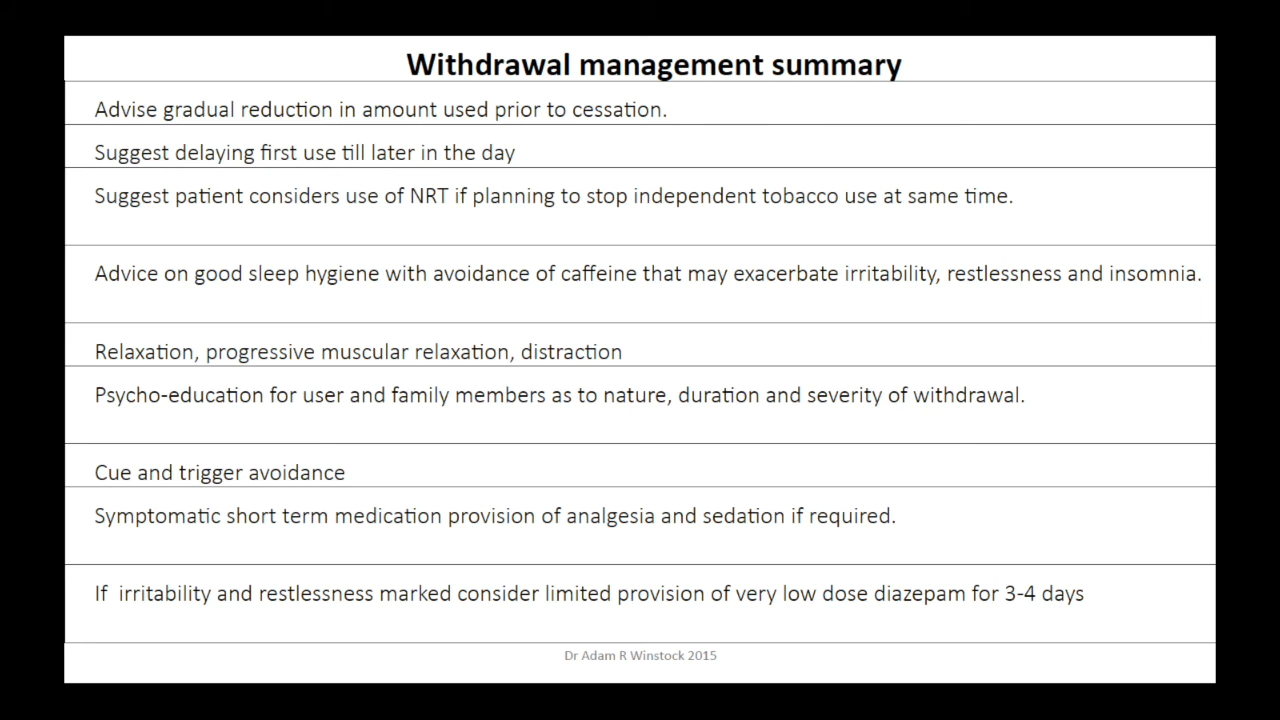 Withdrawal management summary
Advise gradual reduction in amount used prior to cessation.
Suggest delaying first use till later in the day
Suggest patient considers use of NRT if planning to stop independent tobacco use at same time.
Advice on good sleep hygiene with avoidance of caffeine that may exacerbate irritability, restlessness and insomnia.
Relaxation, progressive muscular relaxation, distraction
Psycho-education for user and family members as to nature, duration and severity of withdrawal.
Cue and trigger avoidance
Symptomatic short term medication provision of analgesia and sedation if required.
If  irritability and restlessness marked consider limited provision of very low dose diazepam for 3-4 days
Dr Adam R Winstock 2015